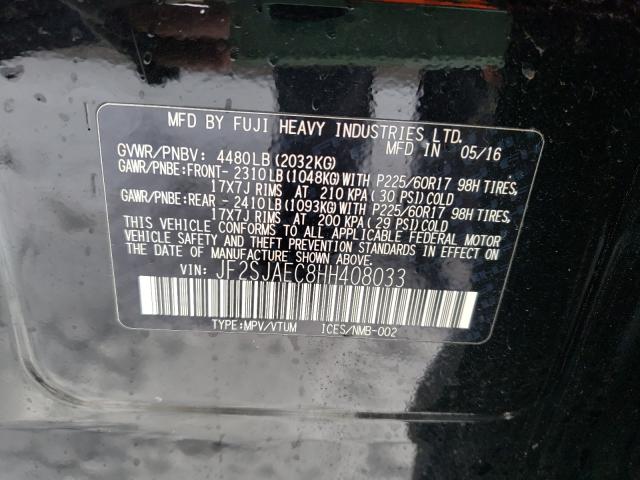 MFD BY FUJI HEAVY INDUSTRIES LTD.
MFD IN 05/16
GVWR/PNBV: 4480LB (2032KG)
GAWR/PNBE:FRONT- 2310LB (1048KG) WITH P225/60R17 98H TIRES,
17X7J RIMS AT 210 KPA (30 PSI) COLD
GAWR/PNBE:REAR - 2410LB (1093KG) WITH P225/60R17 98H TIRES,
17X7J RIMS AT 200 KPA (29 PSI) COLD
THIS VEHICLE CONFORMS TO ALL APPLICABLE FEDERAL MOTOR
VEHICLE SAFETY AND THEFT PREVENTION STANDARDS IN EFFECT ON
THE DATE OF MANUFACTURE SHOWN ABOVE.
VIN: JF2SJAEC8HH408033
TYPE:MPV/VTUM ICES/NMB-002